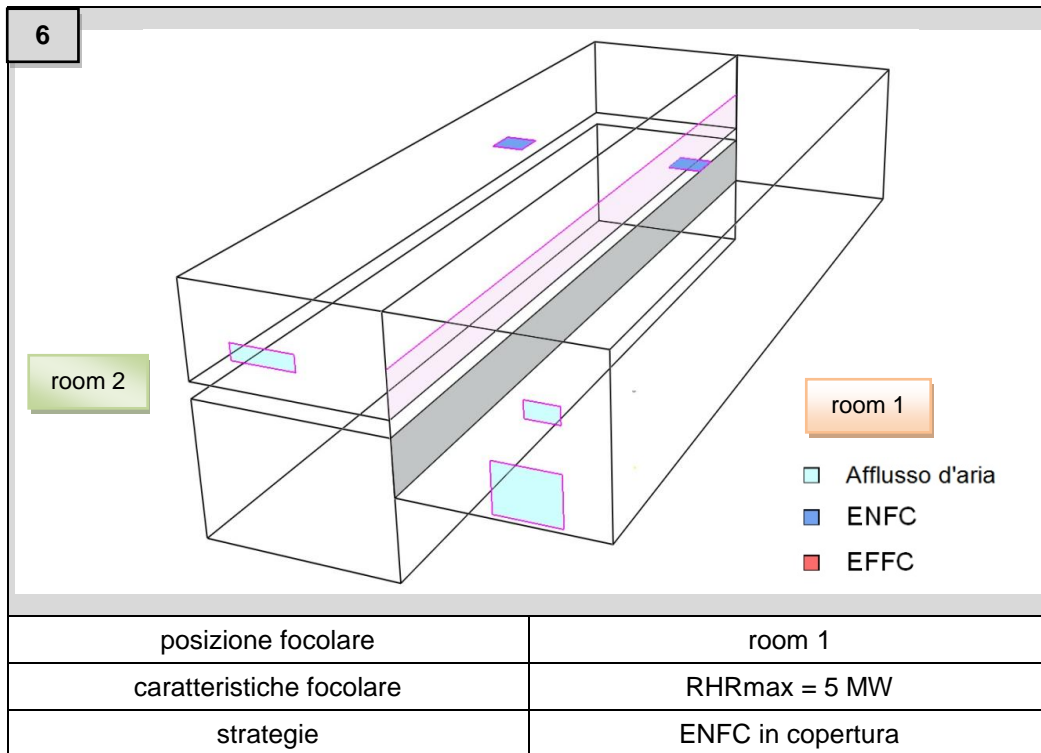 6
room 2
room 1
Afflusso d'aria
ENFC
EFFC
posizione focolare room 1
caratteristiche focolare RHRmax = 5 MW
strategie ENFC in copertura